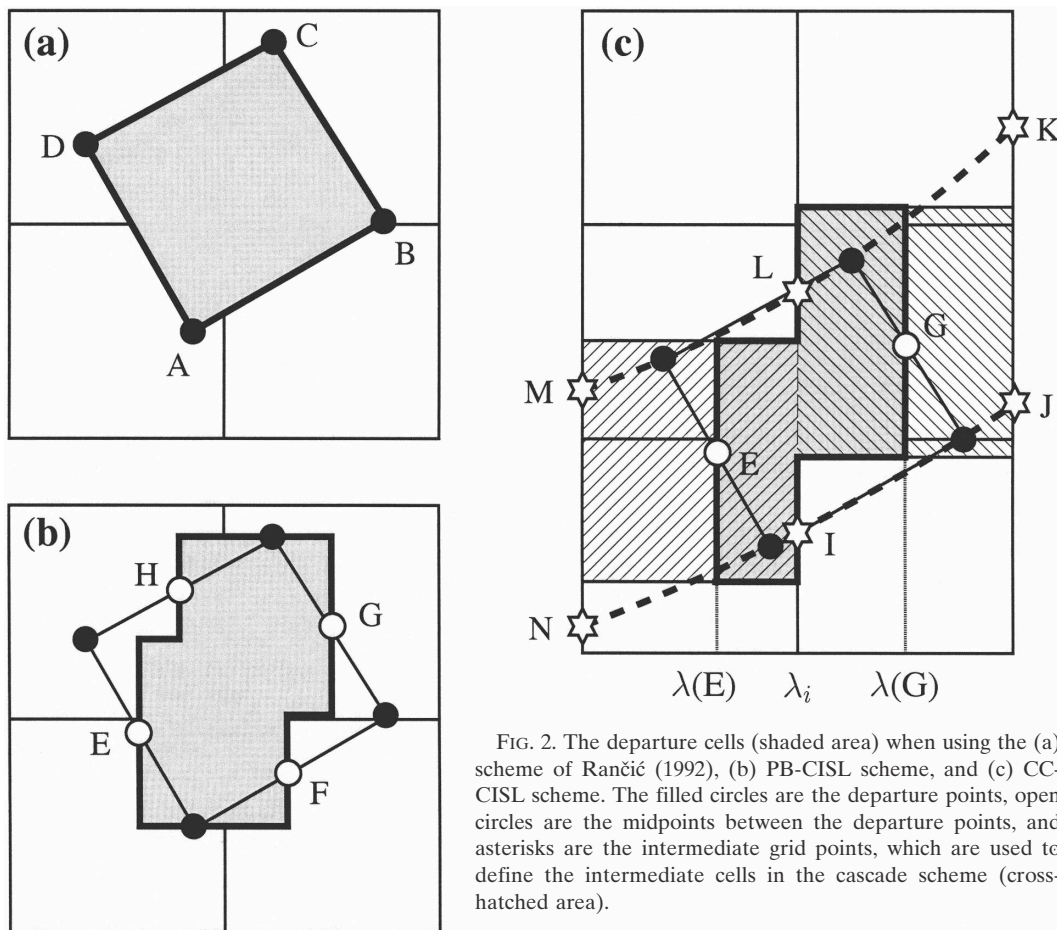 (a)
C
D
B
A
(b)
H
G
E
F
(c)
K
L
G
M
J
E
I
N
λ(E) λi λ(G)
FIG. 2. The departure cells (shaded area) when using the (a)
scheme of Rančić (1992), (b) PB-CISL scheme, and (c) CC-
CISL scheme. The filled circles are the departure points, open
circles are the midpoints between the departure points, and
asterisks are the intermediate grid points, which are used to
define the intermediate cells in the cascade scheme (cross-
hatched area).